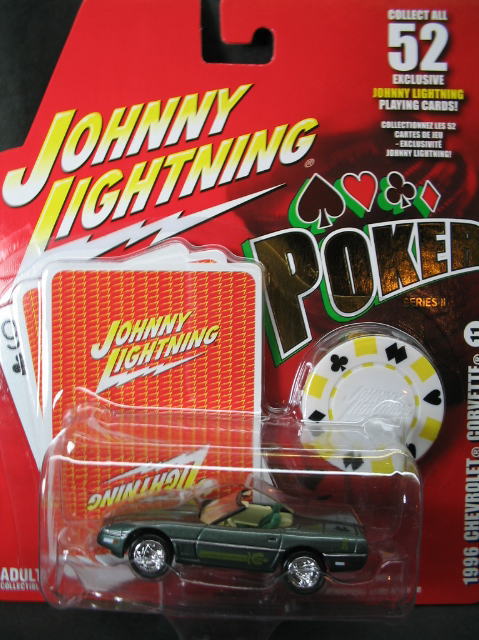 COLLECT ALL
52
EXCLUSIVE
JOHNNY LIGHTNING
PLAYING CARDS!
COLLECTIONNEZ LES 52
CARTES DE JEU
- EXCLUSIVITÉ
JOHNNY LIGHTNING!
JOHNNY
LIGHTNING®
POKER
SERIES II
JOHNNY
LIGHTNING
LIGHTNING
1996 CHEVROLET® CORVETTE® 11
ADULT
COLLECTIBLE